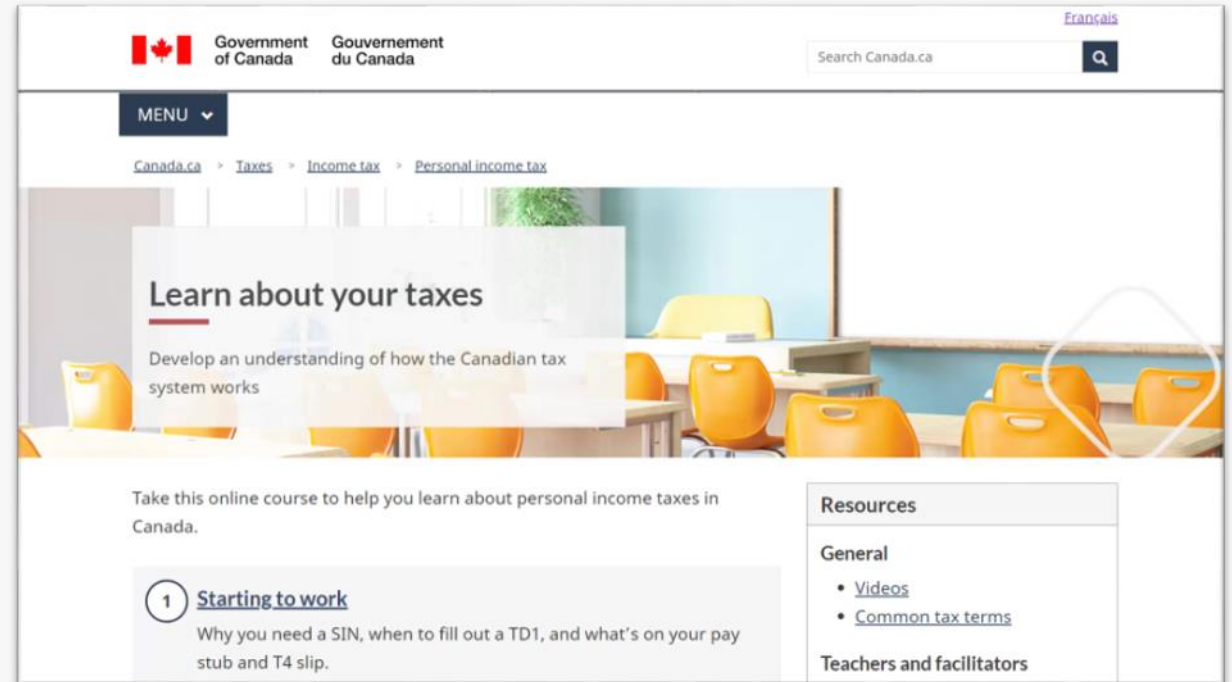 Français
Government of Canada
Gouvernement du Canada
Search Canada.ca
MENU
Canada.ca > Taxes > Income tax > Personal income tax
Learn about your taxes
Develop an understanding of how the Canadian tax
system works
Take this online course to help you learn about personal income taxes in
Canada.
1 Starting to work
Why you need a SIN, when to fill out a TD1, and what's on your pay
stub and T4 slip.
Resources
General
• Videos
• Common tax terms
Teachers and facilitators